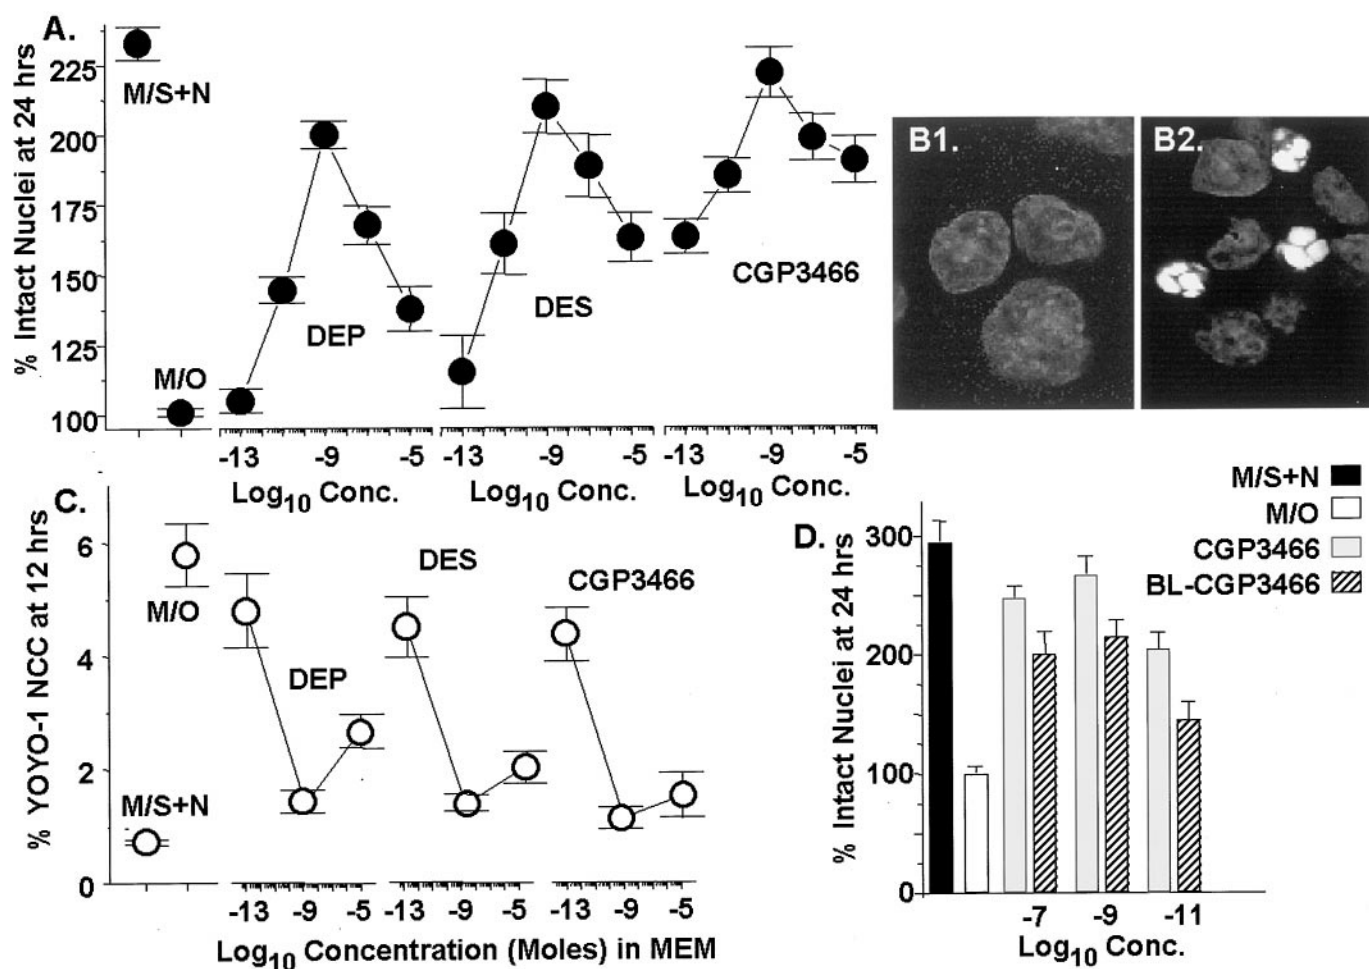 A.
% Intact Nuclei at 24 hrs
225
200
175
150
125
100
M/S+N
M/O
DEP
DES
CGP3466
-13 -9 -5
-13 -9 -5
-13 -9 -5
Log10 Conc.
Log10 Conc.
Log10 Conc.
B1.
B2.
C.
% YOYO-1 NCC at 12 hrs
6
4
2
0
M/O
M/S+N
DEP
DES
CGP3466
-13 -9 -5
-13 -9 -5
-13 -9 -5
Log10 Concentration (Moles) in MEM
D.
M/S+N
M/O
CGP3466
BL-CGP3466
% Intact Nuclei at 24 hrs
300
200
100
0
-7 -9 -11
Log10 Conc.